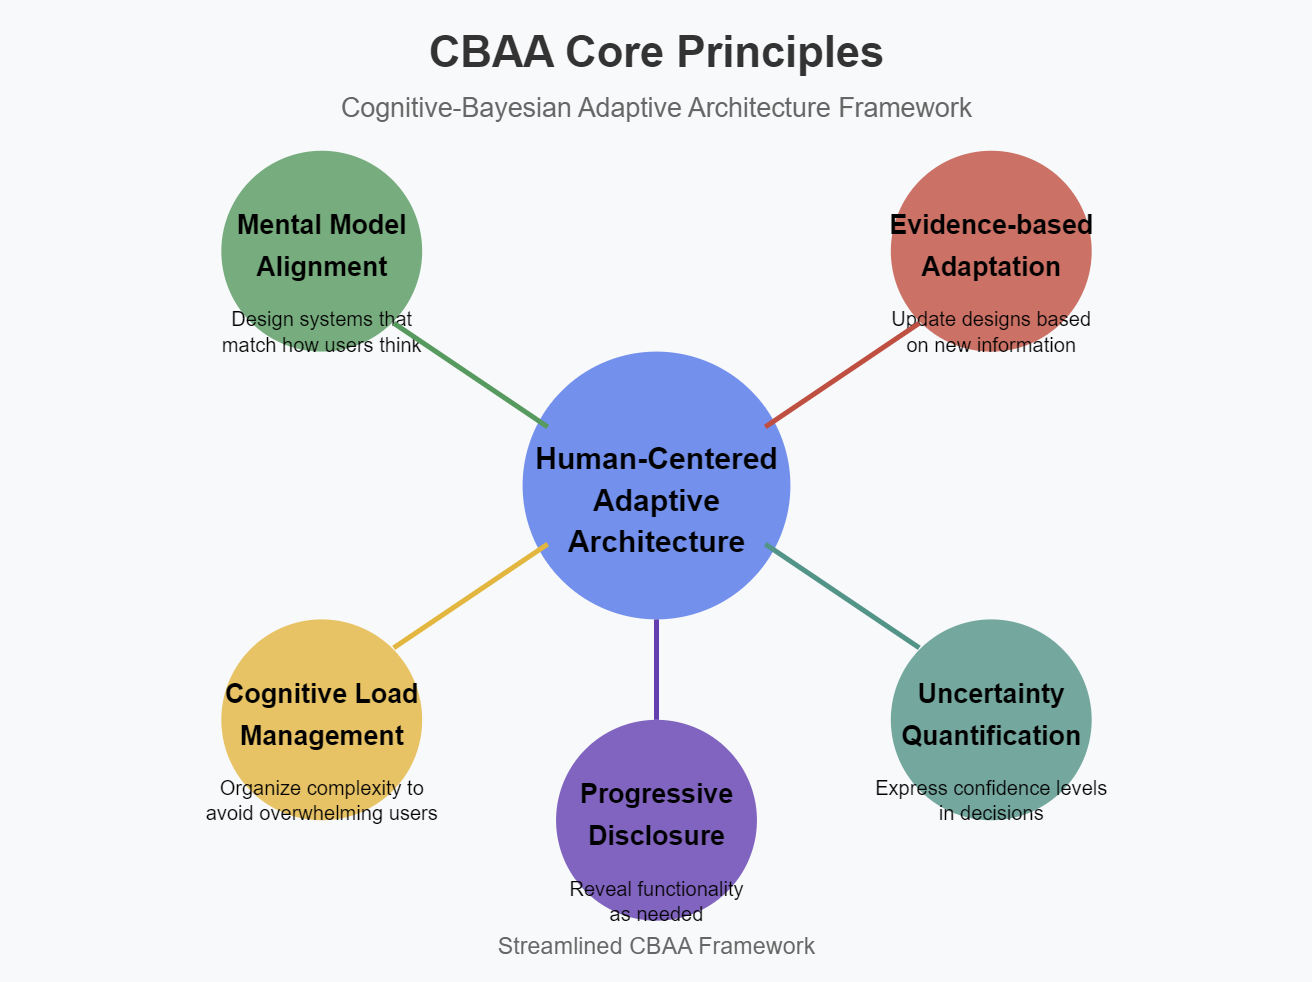 CBAA Core Principles
Cognitive-Bayesian Adaptive Architecture Framework
Mental Model
Alignment
Design systems that
match how users think
Evidence-based
Adaptation
Update designs based
on new information
Human-Centered
Adaptive
Architecture
Cognitive Load
Management
Organize complexity to
avoid overwhelming users
Progressive
Disclosure
Reveal functionality
as needed
Uncertainty
Quantification
Express confidence levels
in decisions
Streamlined CBAA Framework